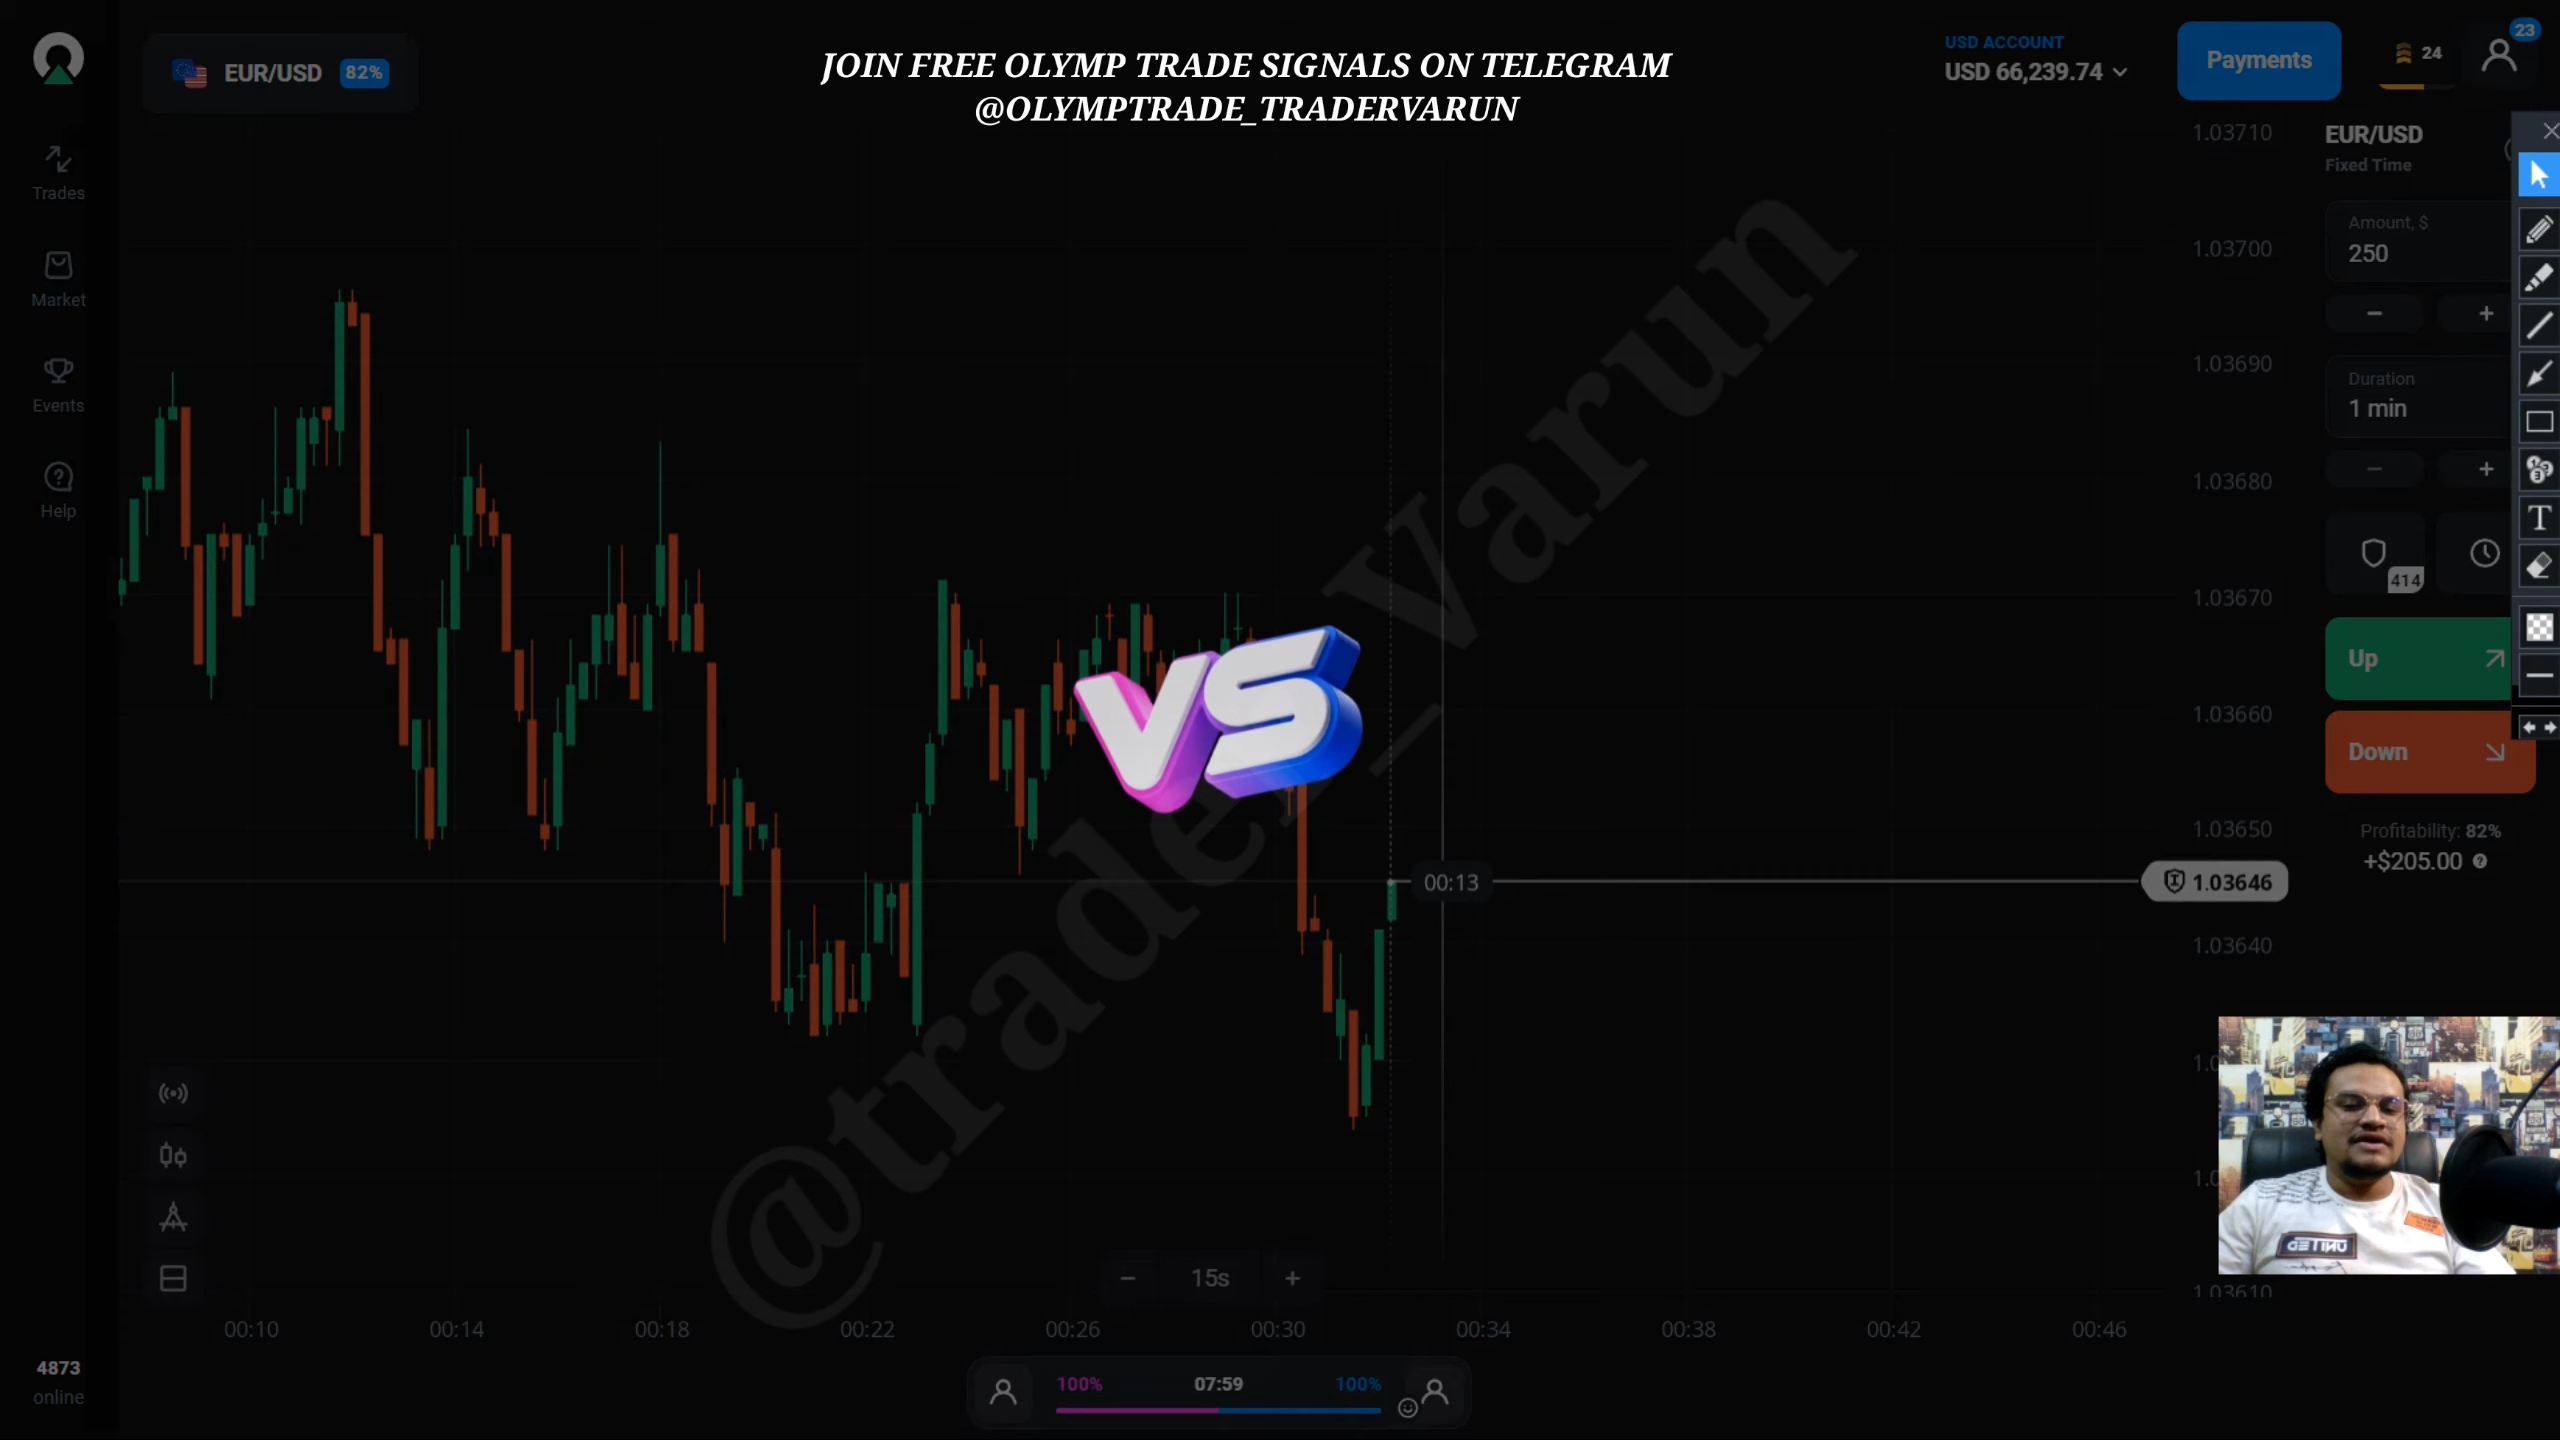 JOIN FREE OLYMP TRADE SIGNALS ON TELEGRAM
@OLYMPTRADE_TRADERVARUN
EUR/USD 82%
USD ACCOUNT
USD 66,239.74
Payments
24
23
Trades
Market
Events
Help
4873
online
@trader_Varun
VS
1.03710
1.03700
1.03690
1.03680
1.03670
1.03660
1.03650
1.03646
1.03640
1.03610
00:13
EUR/USD
Fixed Time
Amount, $
250
Duration
1 min
414
Up
Down
Profitability: 82%
+$205.00
T
15s
00:10 00:14 00:18 00:22 00:26 00:30 00:34 00:38 00:42 00:46
100% 07:59 100%